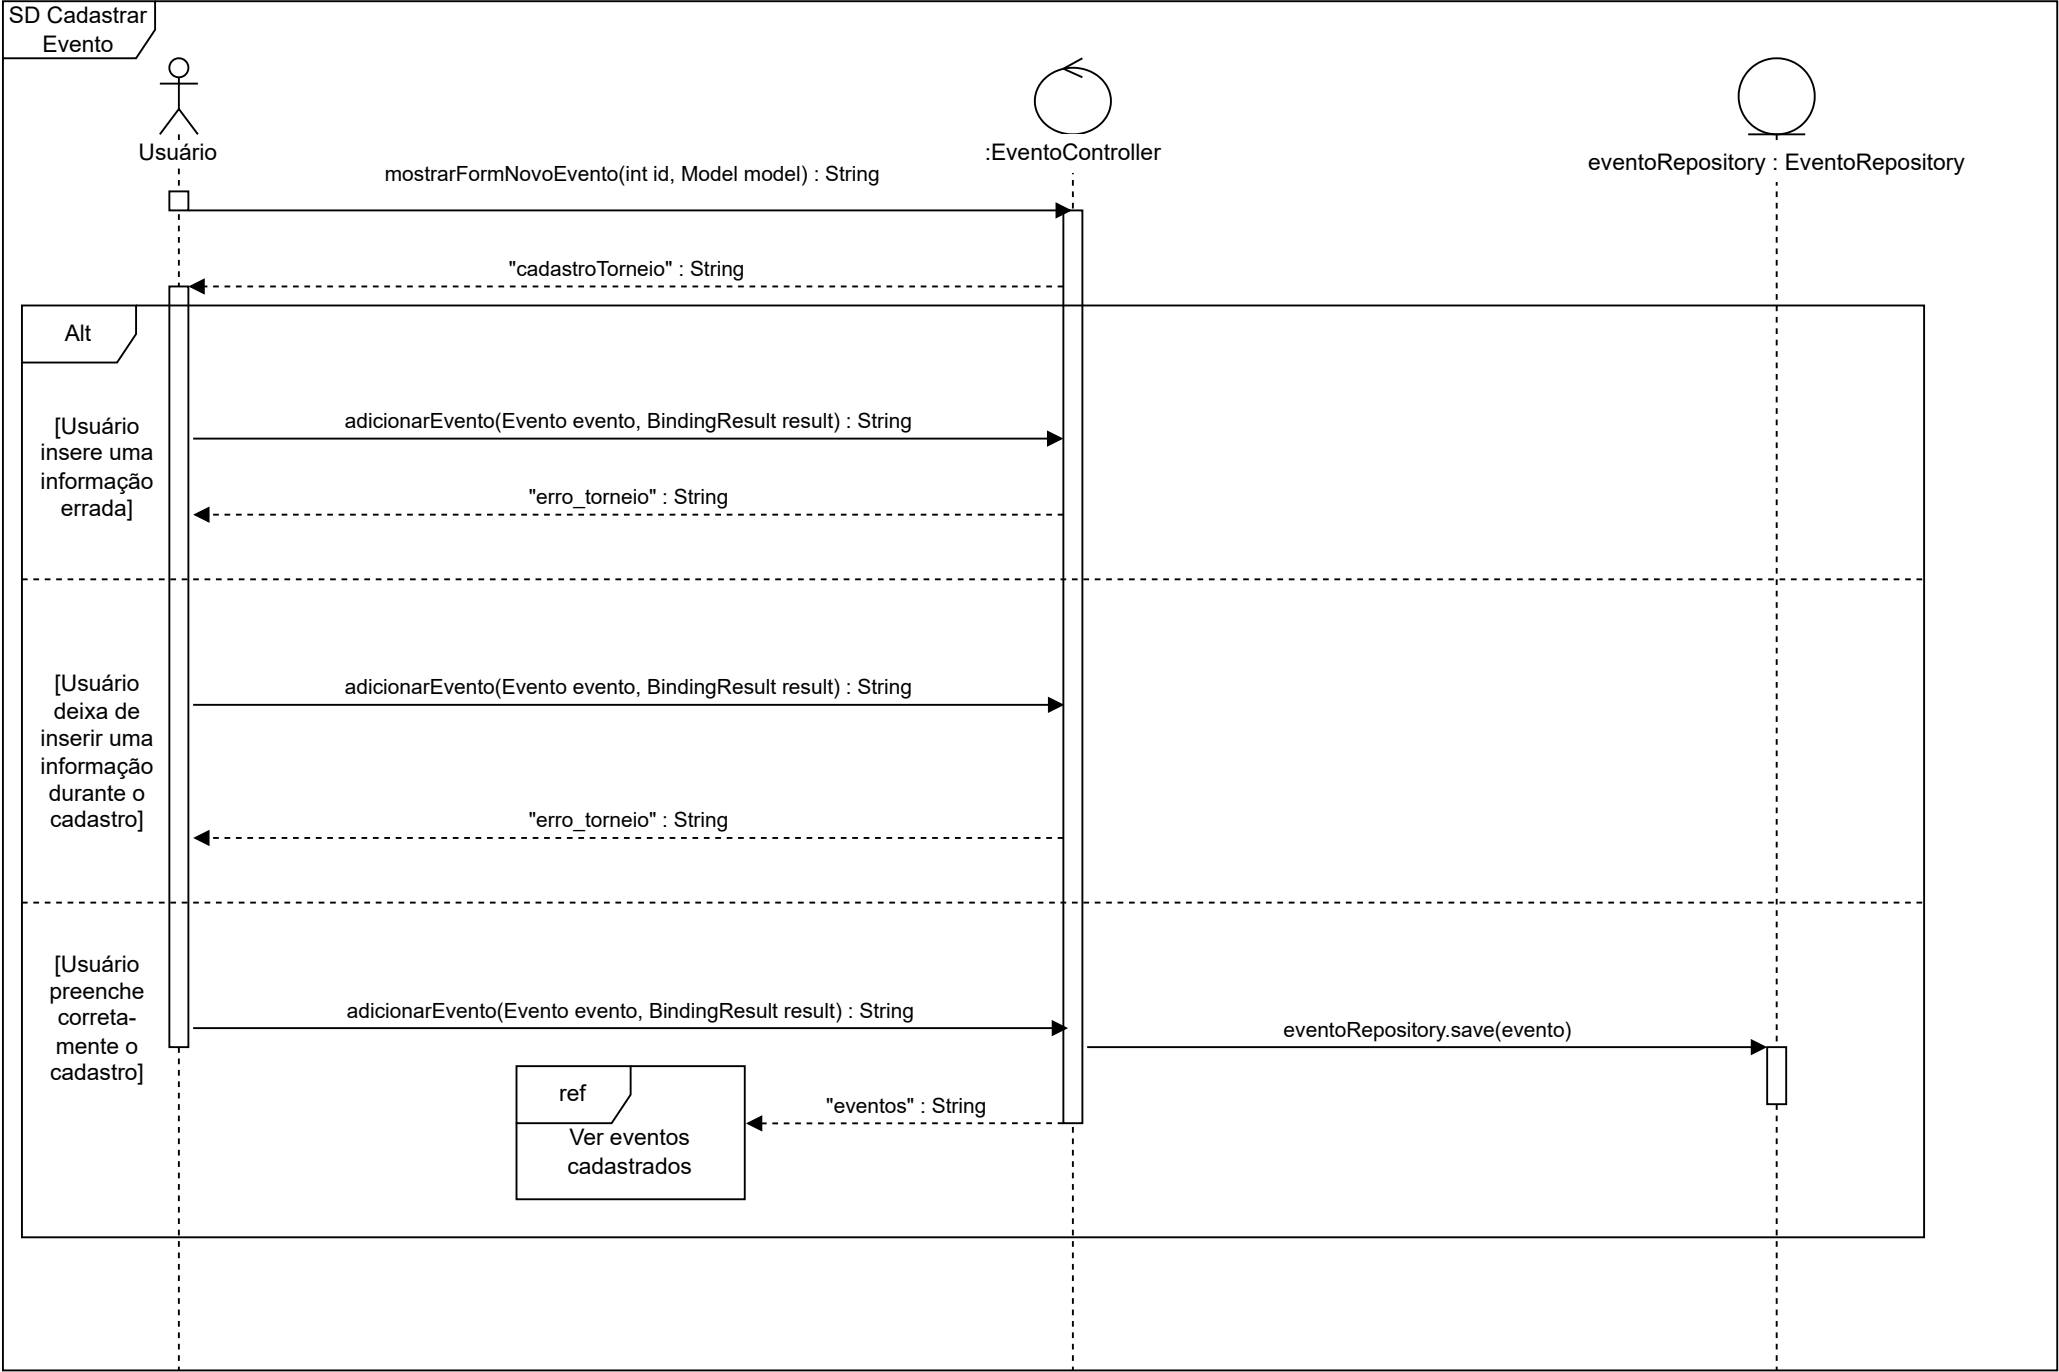 SD Cadastrar
Evento
Usuário
:EventoController
eventoRepository : EventoRepository
mostrarFormNovoEvento(int id, Model model) : String
"cadastroTorneio" : String
Alt
[Usuário
insere uma
informação
errada]
adicionarEvento(Evento evento, BindingResult result) : String
"erro_torneio" : String
[Usuário
deixa de
inserir uma
informação
durante o
cadastro]
adicionarEvento(Evento evento, BindingResult result) : String
"erro_torneio" : String
[Usuário
preenche
correta-
mente o
cadastro]
adicionarEvento(Evento evento, BindingResult result) : String
eventoRepository.save(evento)
ref
Ver eventos
cadastrados
"eventos" : String